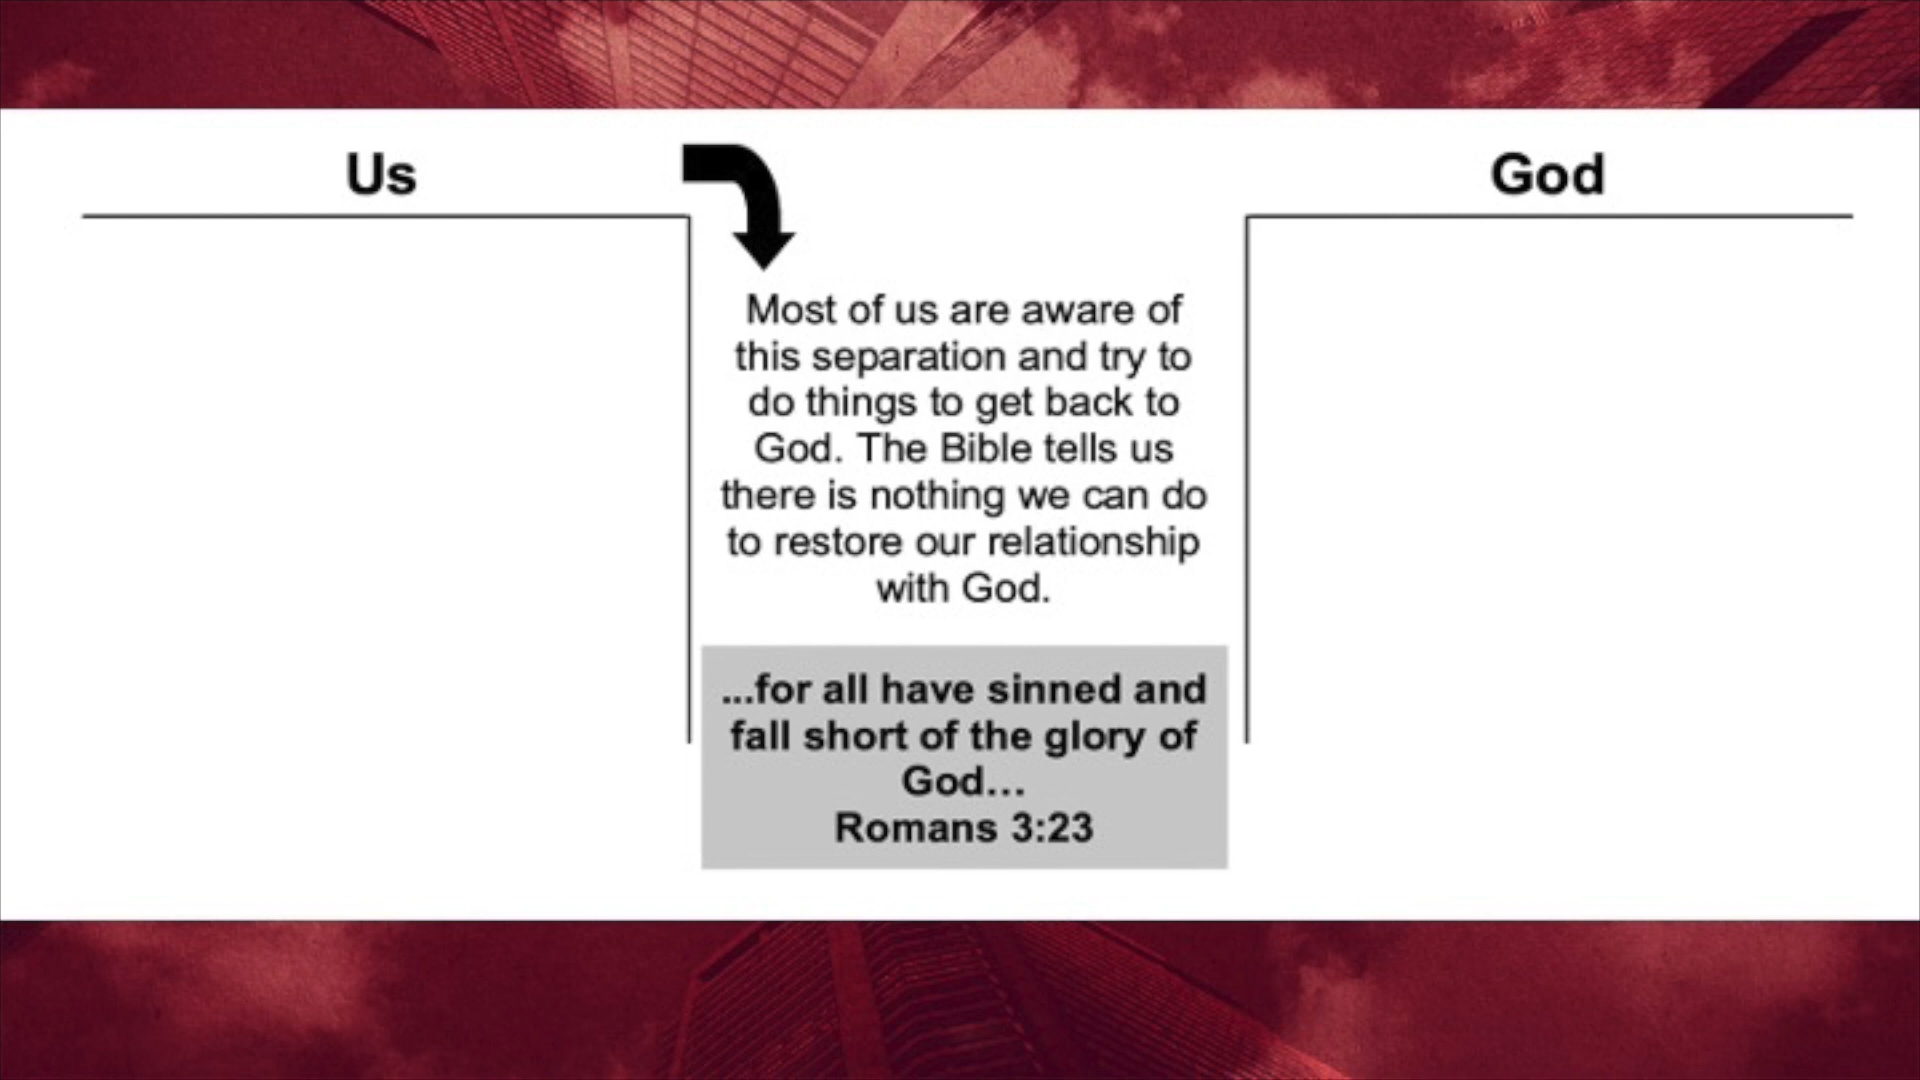 Us
God
Most of us are aware of
this separation and try to
do things to get back to
God. The Bible tells us
there is nothing we can do
to restore our relationship
with God.
...for all have sinned and
fall short of the glory of
God…
Romans 3:23